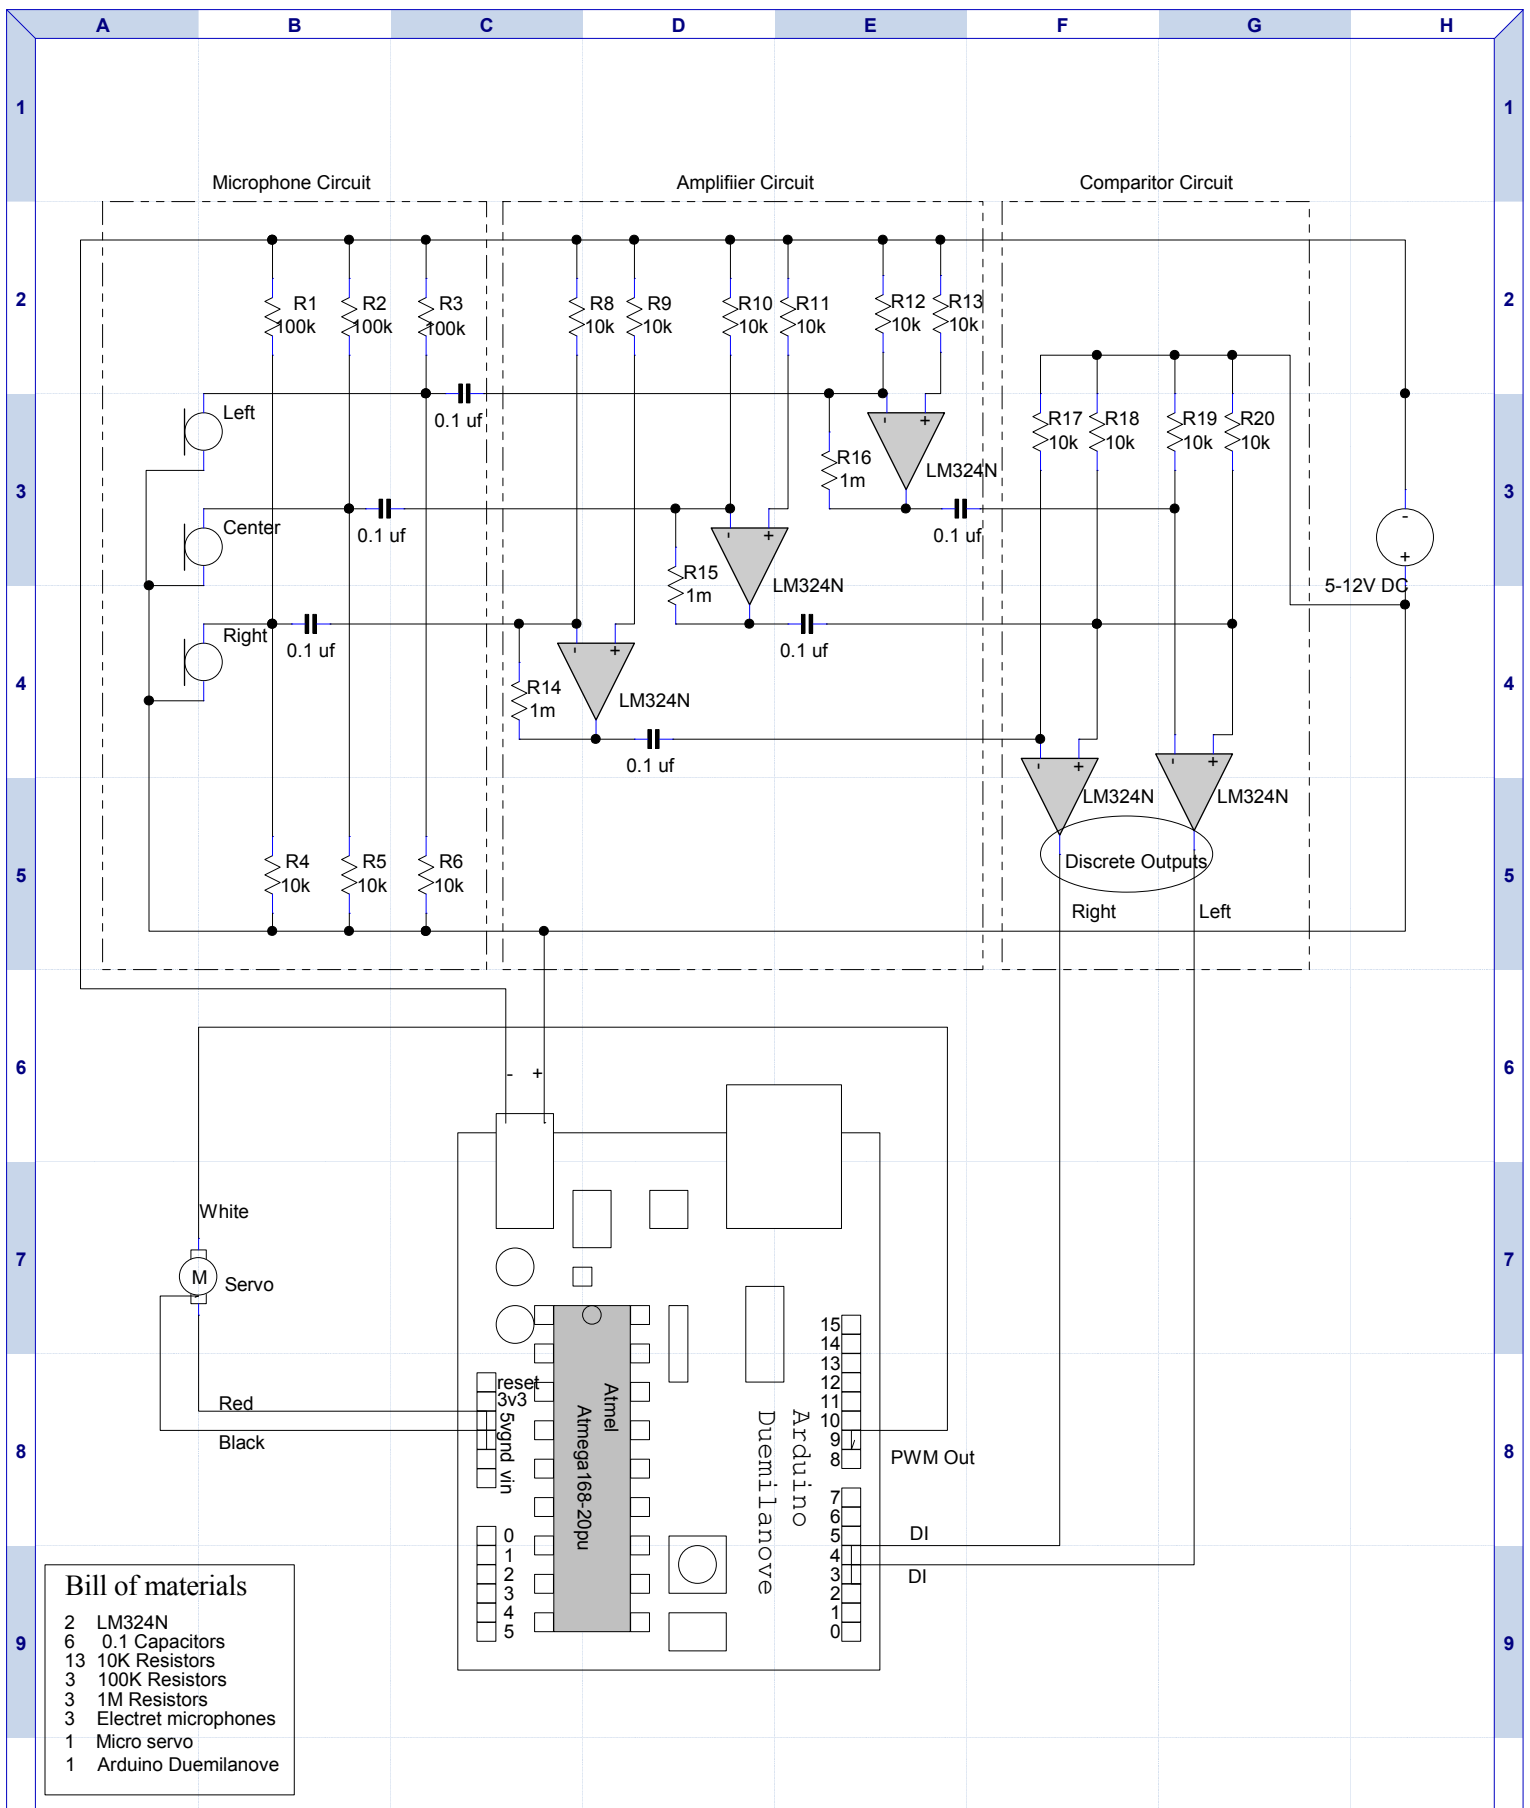 A B C D E F G H
1 1
Microphone Circuit Amplifiier Circuit Comparitor Circuit
2 2
R1 R2 R3 R8 R9 R10 R11 R12 R13
100k 100k 100k 10k 10k 10k 10k 10k 10k
Left
0.1 uf
- +
R17 R18 R19 R20
10k 10k 10k 10k
R16
1m
LM324N
3 3
Center
0.1 uf
- +
0.1 uf
-
+
R15
1m
LM324N
5-12V DC
Right
0.1 uf
- +
0.1 uf
4 4
R14
1m
LM324N
0.1 uf
- + - +
LM324N LM324N
R4 R5 R6
10k 10k 10k
Discrete Outputs
5 5
Right Left
6 6
- +
White
7 7
M Servo
15
14
13
12
11
10
9
8
reset
3v3
5v
gnd
vin
Red
Black
8 8
Atmel
Atmega168-20pu
Arduino
Duemilanove
PWM Out
7
6
5
4
3
2
1
0
DI
DI
0
1
2
3
4
5
9 9
Bill of materials
2 LM324N
6 0.1 Capacitors
13 10K Resistors
3 100K Resistors
3 1M Resistors
3 Electret microphones
1 Micro servo
1 Arduino Duemilanove